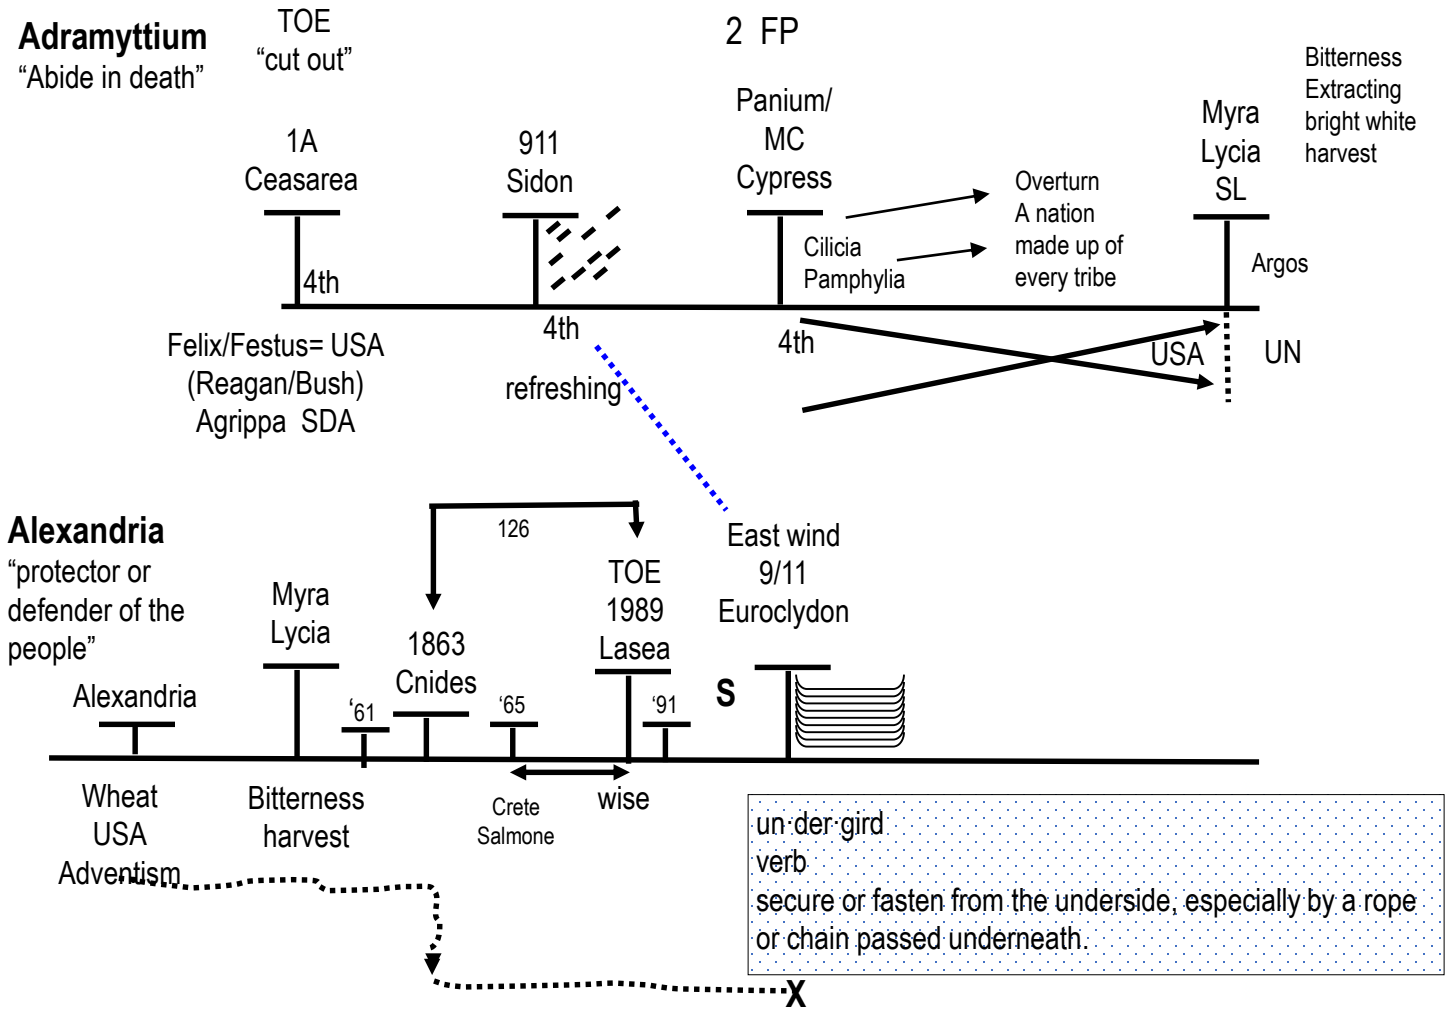 Adramyttium
“Abide in death”
TOE
“cut out”
2 FP
Bitterness
Extracting
bright white
harvest
1A
Ceasarea
911
Sidon
Panium/
MC
Cypress
Myra
Lycia
SL
Overturn
A nation
made up of
every tribe
Cilicia
Pamphylia
Argos
4th
4th
4th
USA
UN
Felix/Festus= USA
(Reagan/Bush)
Agrippa SDA
refreshing
Alexandria
“protector or
defender of the
people”
126
East wind
9/11
Euroclydon
TOE
1989
Lasea
Myra
Lycia
1863
Cnides
Alexandria
‘61
‘65
‘91
S
Wheat
USA
Adventism
Bitterness
harvest
Crete
Salmone
wise
un·der·gird
verb
secure or fasten from the underside, especially by a rope
or chain passed underneath.
X